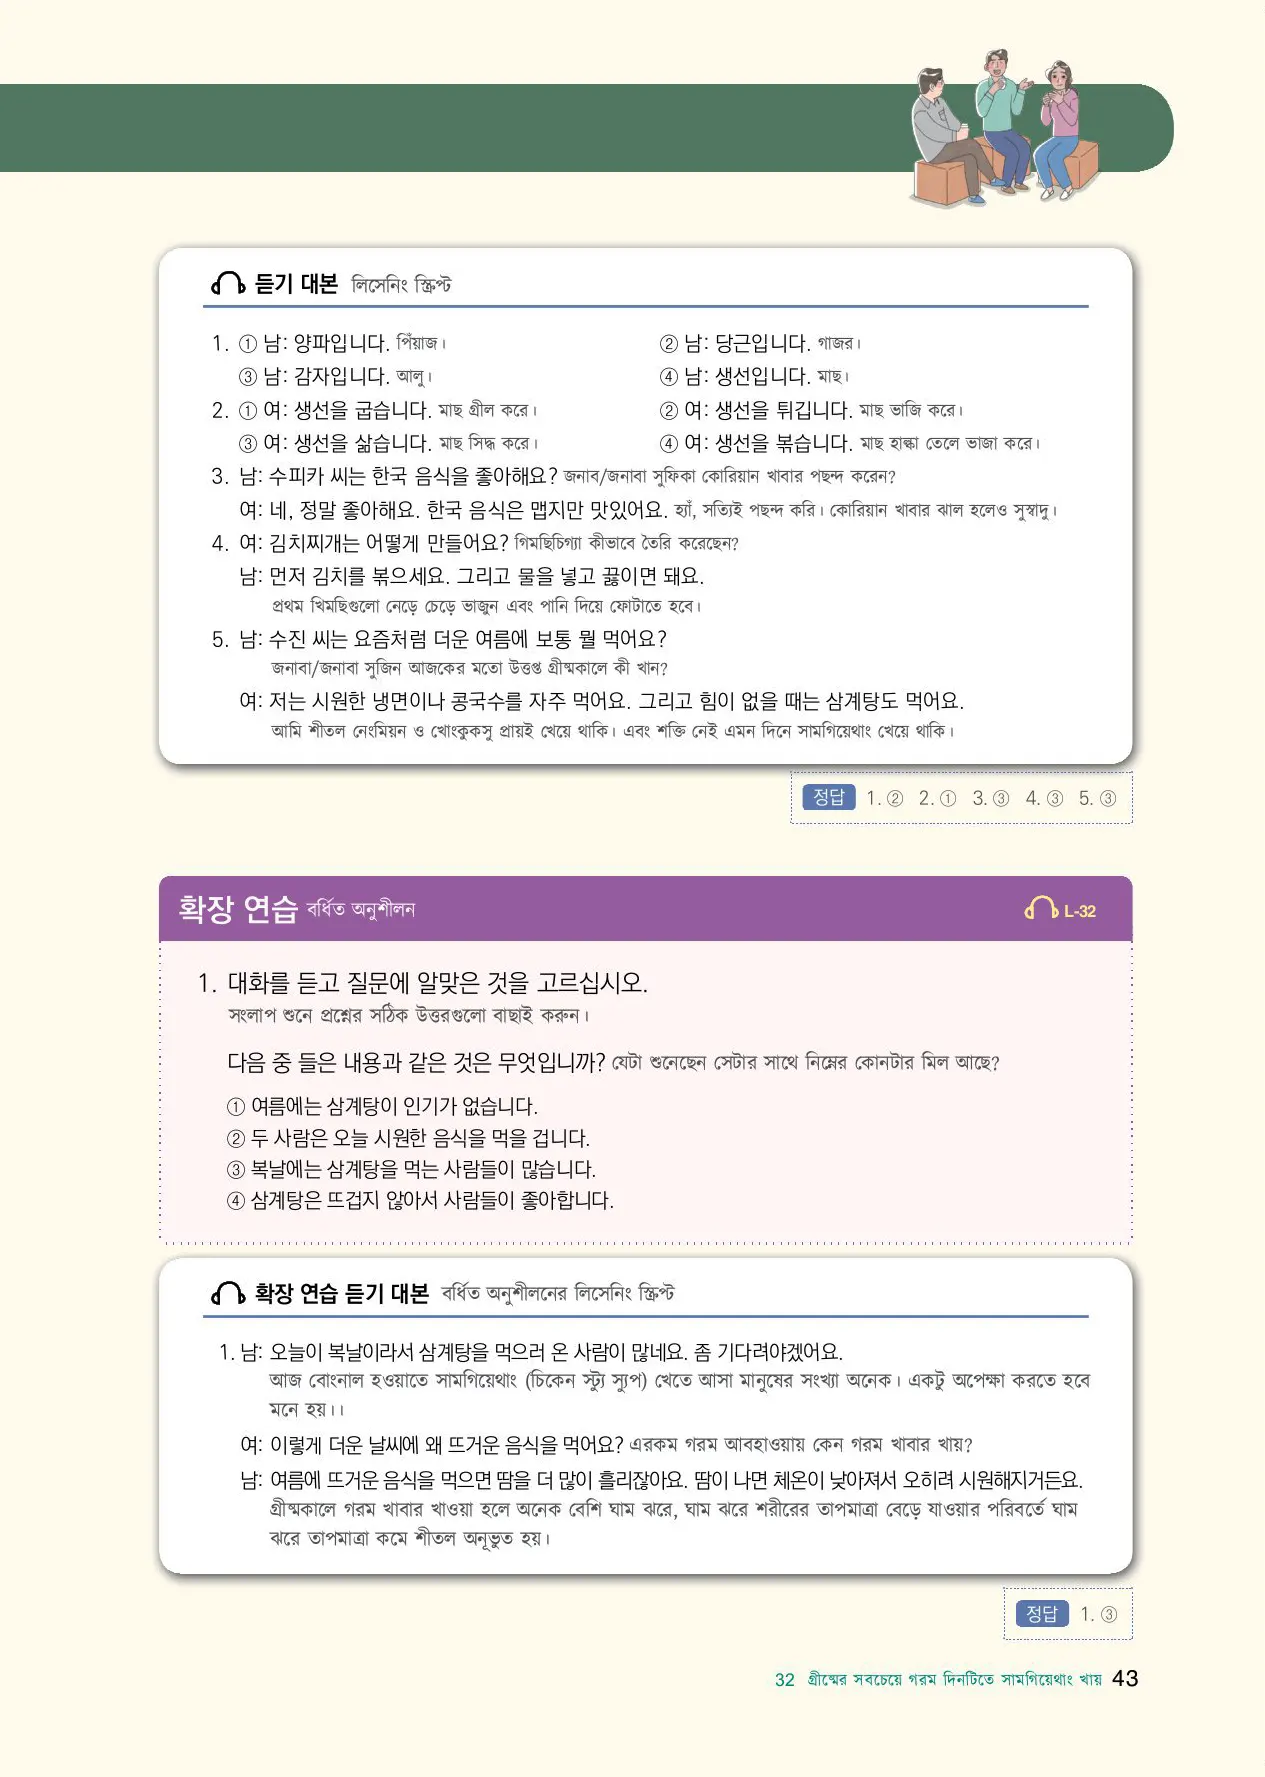 듣기 대본 লিসেনিং স্ক্রিপ্ট
1. ① 남: 양파입니다. পিঁয়াজ। ② 남: 당근입니다. গাজর।
③ 남: 감자입니다. আলু। ④ 남: 생선입니다. মাছ।
2. ① 여: 생선을 굽습니다. মাছ গ্রীল করে। ② 여: 생선을 튀깁니다. মাছ ভাজি করে।
③ 여: 생선을 삶습니다. মাছ সিদ্ধ করে। ④ 여: 생선을 볶습니다. মাছ হাল্কা তেলে ভাজা করে।
3. 남: 수피카 씨는 한국 음식을 좋아해요? জনাব/জনাবা সুফিকা কোরিয়ান খাবার পছন্দ করেন?
여: 네, 정말 좋아해요. 한국 음식은 맵지만 맛있어요. হ্যাঁ, সত্যিই পছন্দ করি। কোরিয়ান খাবার ঝাল হলেও সুস্বাদু।
4. 여: 김치찌개는 어떻게 만들어요? গিমছিচিগ্যা কীভাবে তৈরি করেছেন?
남: 먼저 김치를 볶으세요. 그리고 물을 넣고 끓이면 돼요.
প্রথম খিমছিগুলো নেড়ে চেড়ে ভাজুন এবং পানি দিয়ে ফোটাতে হবে।
5. 남: 수진 씨는 요즘처럼 더운 여름에 보통 뭘 먹어요?
জনাবা/জনাবা সুজিন আজকের মতো উত্তপ্ত গ্রীষ্মকালে কী খান?
여: 저는 시원한 냉면이나 콩국수를 자주 먹어요. 그리고 힘이 없을 때는 삼계탕도 먹어요.
আমি শীতল নেংমিয়ন ও খোংকুকসু প্রায়ই খেয়ে থাকি। এবং শক্তি নেই এমন দিনে সামগিয়েথাং খেয়ে থাকি।
정답 1. ② 2. ① 3. ③ 4. ③ 5. ③
확장 연습 বর্ধিত অনুশীলন L-32
1. 대화를 듣고 질문에 알맞은 것을 고르십시오.
সংলাপ শুনে প্রশ্নের সঠিক উত্তরগুলো বাছাই করুন।
다음 중 들은 내용과 같은 것은 무엇입니까? যেটা শুনেছেন সেটার সাথে নিম্নের কোনটার মিল আছে?
① 여름에는 삼계탕이 인기가 없습니다.
② 두 사람은 오늘 시원한 음식을 먹을 겁니다.
③ 복날에는 삼계탕을 먹는 사람들이 많습니다.
④ 삼계탕은 뜨겁지 않아서 사람들이 좋아합니다.
확장 연습 듣기 대본 বর্ধিত অনুশীলনের লিসেনিং স্ক্রিপ্ট
1. 남: 오늘이 복날이라서 삼계탕을 먹으러 온 사람이 많네요. 좀 기다려야겠어요.
আজ বোংনাল হওয়াতে সামগিয়েথাং (চিকেন স্ট্যু স্যুপ) খেতে আসা মানুষের সংখ্যা অনেক। একটু অপেক্ষা করতে হবে
মনে হয়।।
여: 이렇게 더운 날씨에 왜 뜨거운 음식을 먹어요? এরকম গরম আবহাওয়ায় কেন গরম খাবার খায়?
남: 여름에 뜨거운 음식을 먹으면 땀을 더 많이 흘리잖아요. 땀이 나면 체온이 낮아져서 오히려 시원해지거든요.
গ্রীষ্মকালে গরম খাবার খাওয়া হলে অনেক বেশি ঘাম ঝরে, ঘাম ঝরে শরীরের তাপমাত্রা বেড়ে যাওয়ার পরিবর্তে ঘাম
ঝরে তাপমাত্রা কমে শীতল অনূভুত হয়।
정답 1. ③
32 গ্রীষ্মের সবচেয়ে গরম দিনটিতে সামগিয়েথাং খায় 43